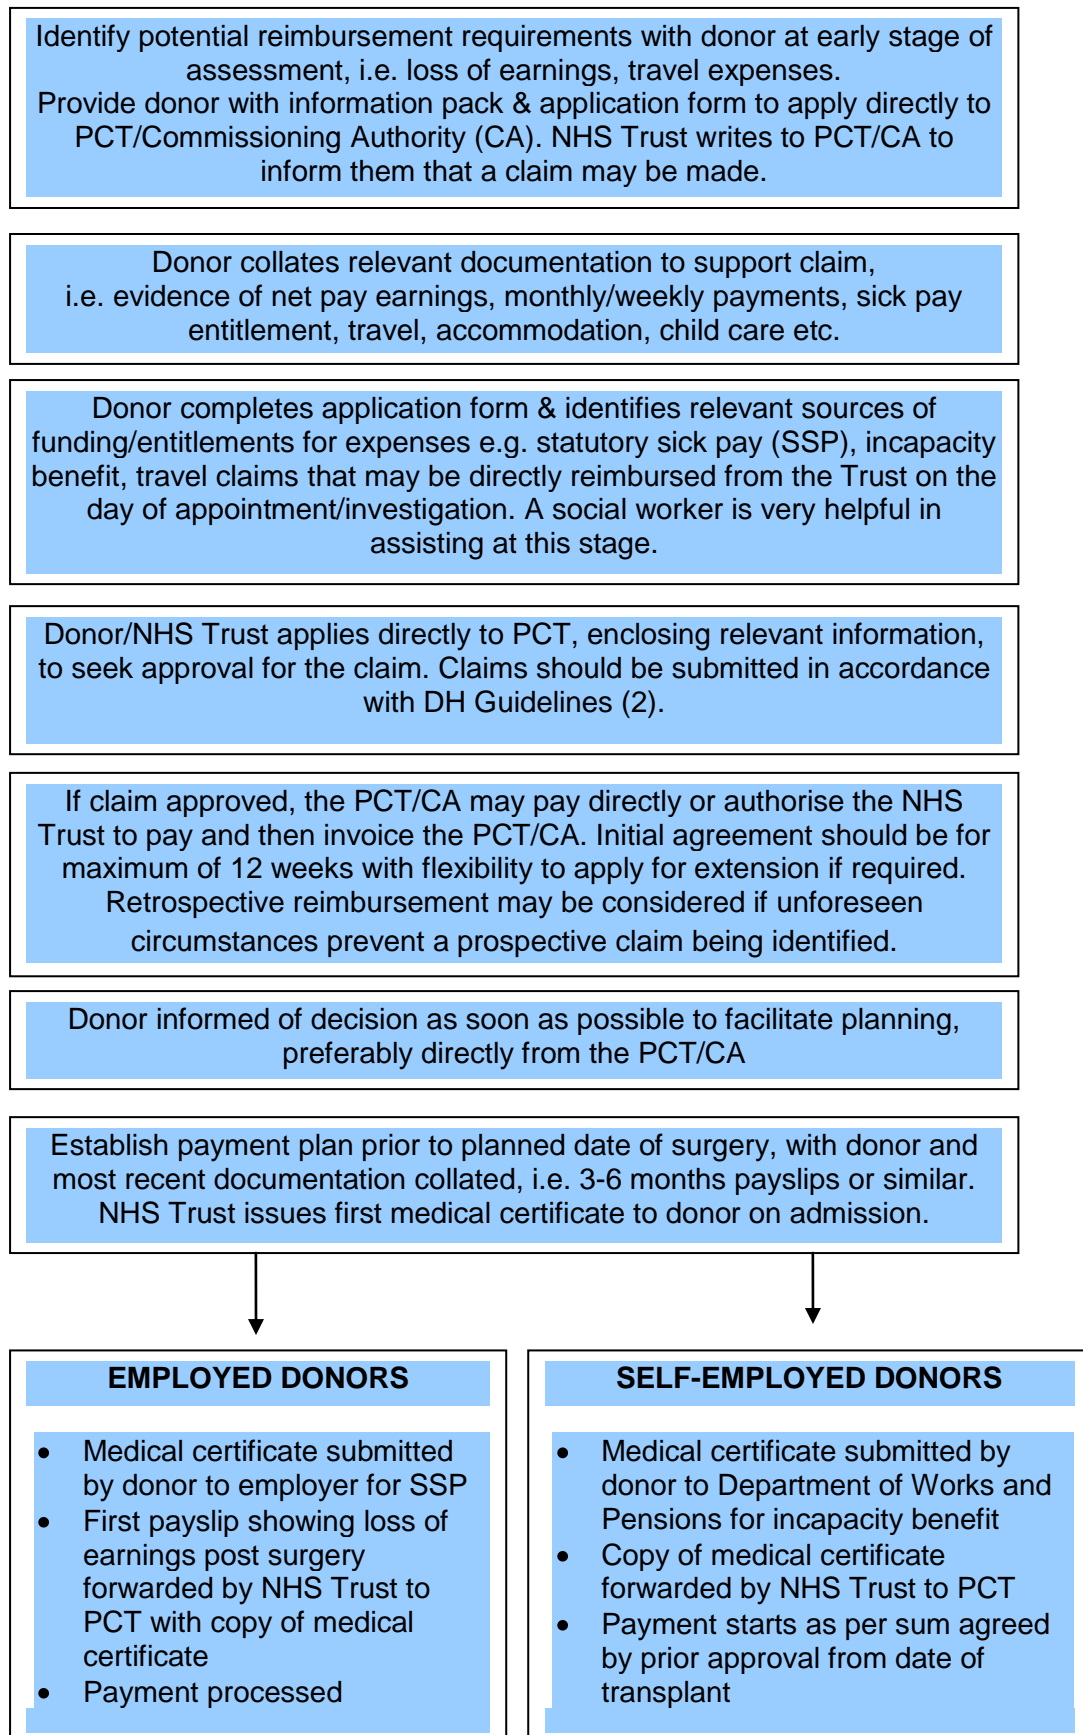 Identify potential reimbursement requirements with donor at early stage of
assessment, i.e. loss of earnings, travel expenses.
Provide donor with information pack & application form to apply directly to
PCT/Commissioning Authority (CA). NHS Trust writes to PCT/CA to
inform them that a claim may be made.
Donor collates relevant documentation to support claim,
i.e. evidence of net pay earnings, monthly/weekly payments, sick pay
entitlement, travel, accommodation, child care etc.
Donor completes application form & identifies relevant sources of
funding/entitlements for expenses e.g. statutory sick pay (SSP), incapacity
benefit, travel claims that may be directly reimbursed from the Trust on the
day of appointment/investigation. A social worker is very helpful in
assisting at this stage.
Donor/NHS Trust applies directly to PCT, enclosing relevant information,
to seek approval for the claim. Claims should be submitted in accordance
with DH Guidelines (2).
If claim approved, the PCT/CA may pay directly or authorise the NHS
Trust to pay and then invoice the PCT/CA. Initial agreement should be for
maximum of 12 weeks with flexibility to apply for extension if required.
Retrospective reimbursement may be considered if unforeseen
circumstances prevent a prospective claim being identified.
Donor informed of decision as soon as possible to facilitate planning,
preferably directly from the PCT/CA
Establish payment plan prior to planned date of surgery, with donor and
most recent documentation collated, i.e. 3-6 months payslips or similar.
NHS Trust issues first medical certificate to donor on admission.
EMPLOYED DONORS
• Medical certificate submitted
by donor to employer for SSP
• First payslip showing loss of
earnings post surgery
forwarded by NHS Trust to
PCT with copy of medical
certificate
• Payment processed
SELF-EMPLOYED DONORS
• Medical certificate submitted by
donor to Department of Works and
Pensions for incapacity benefit
• Copy of medical certificate
forwarded by NHS Trust to PCT
• Payment starts as per sum agreed
by prior approval from date of
transplant